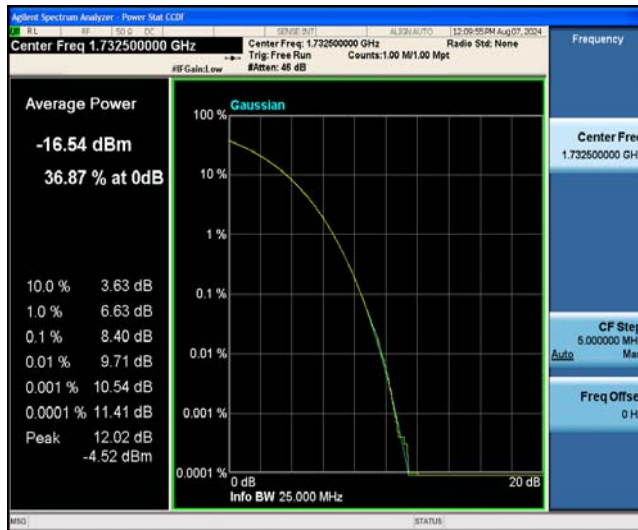 Agilent Spectrum Analyzer - Power Stat CCDF
RL RF 50 Ω DC SENSE:INT ALIGN AUTO 12:09:55 PM Aug 07, 2024
Center Freq 1.732500000 GHz
Center Freq: 1.732500000 GHz Radio Std: None
Trig: Free Run Counts:1.00 M/1.00 Mpt
#IFGain:Low #Atten: 46 dB
Frequency
Average Power
-16.54 dBm
36.87 % at 0dB
10.0 % 3.63 dB
1.0 % 6.63 dB
0.1 % 8.40 dB
0.01 % 9.71 dB
0.001 % 10.54 dB
0.0001 % 11.41 dB
Peak 12.02 dB
-4.52 dBm
Gaussian
100 %
10 %
1 %
0.1 %
0.01 %
0.001 %
0.0001 %
0 dB 20 dB
Info BW 25.000 MHz
Center Fre
1.732500000 GH
CF Step
5.000000 MH
Auto Ma
Freq Offse
0 H
MSG STATUS